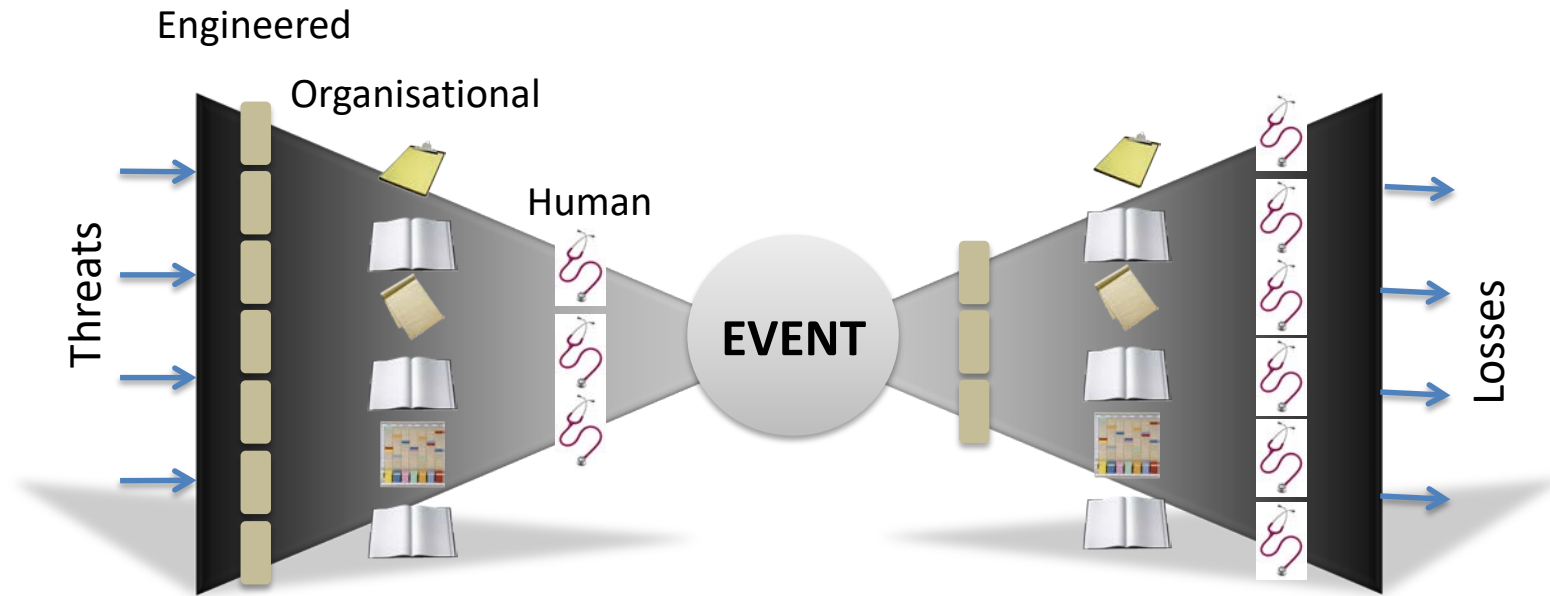 Engineered
Organisational
Human
Threats
EVENT
Losses